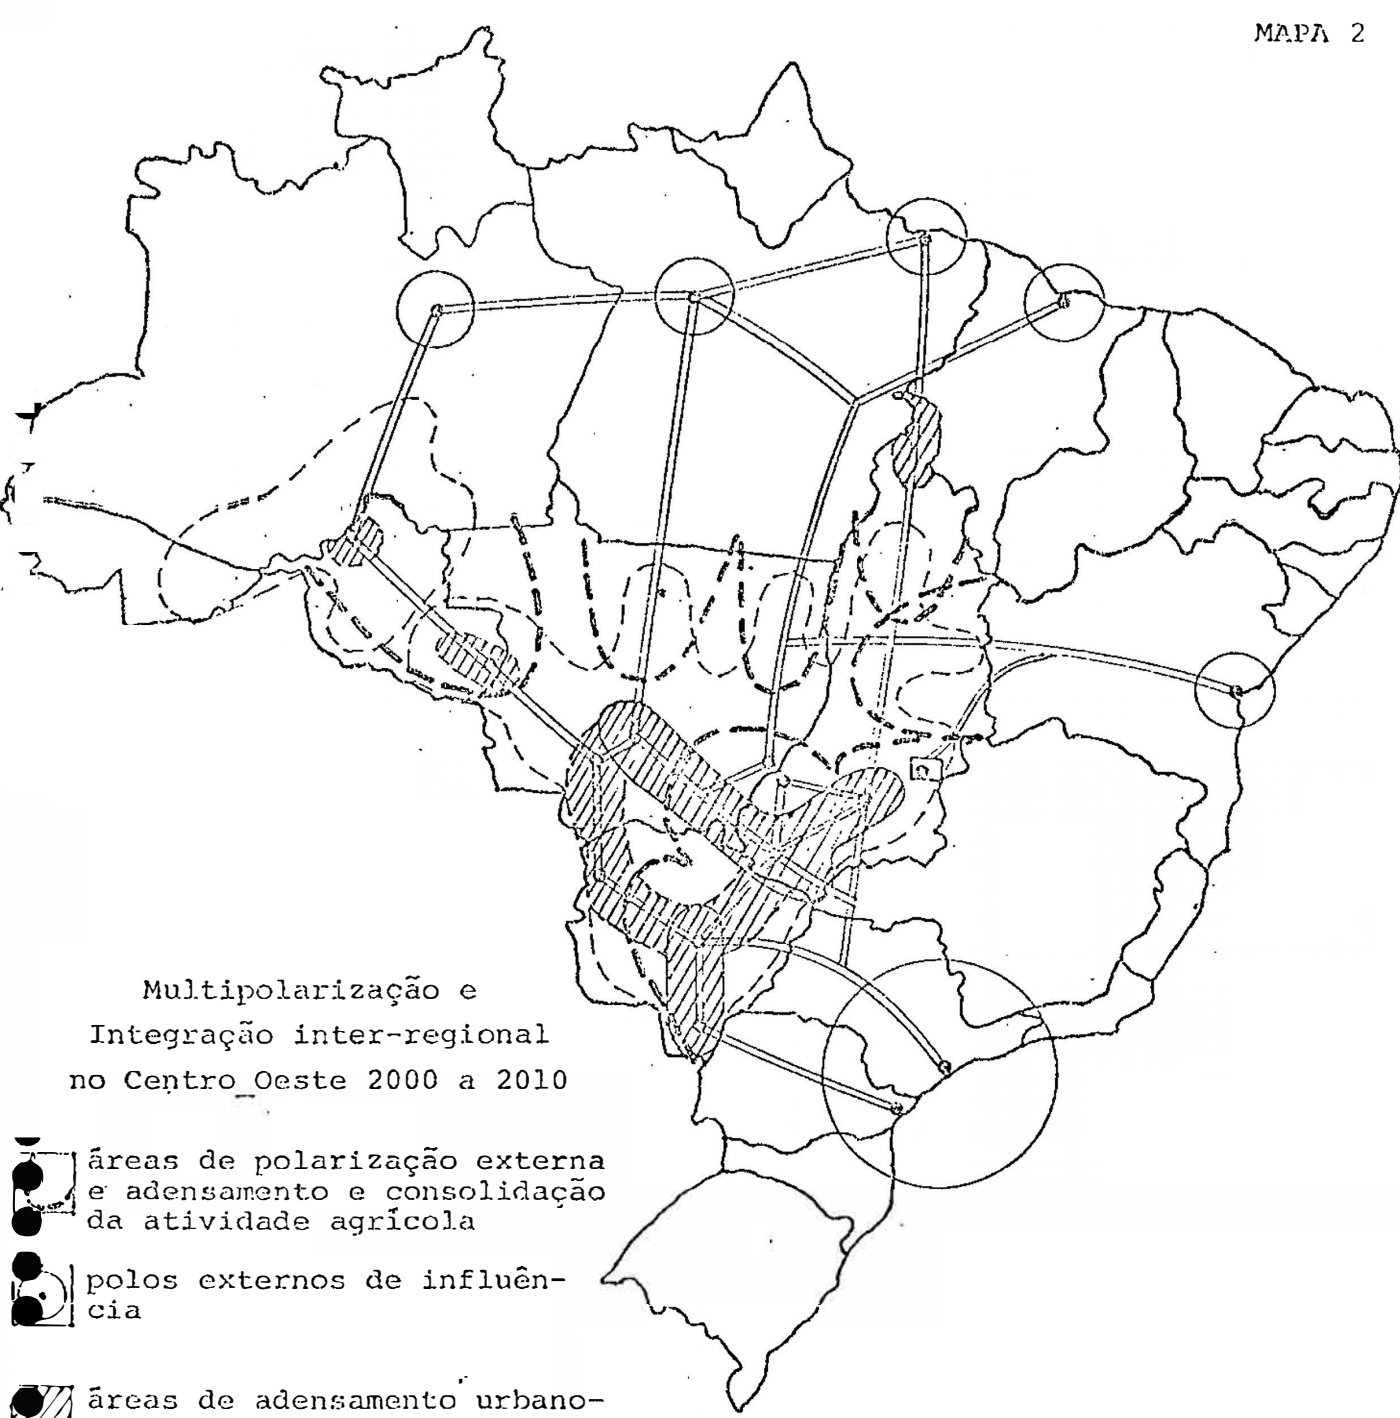 MAPA 2
Multipolarização e
Integração inter-regional
no Centro Oeste 2000 a 2010
áreas de polarização externa
e adensamento e consolidação
da atividade agrícola
polos externos de influên-
cia
áreas de adensamento urbano-